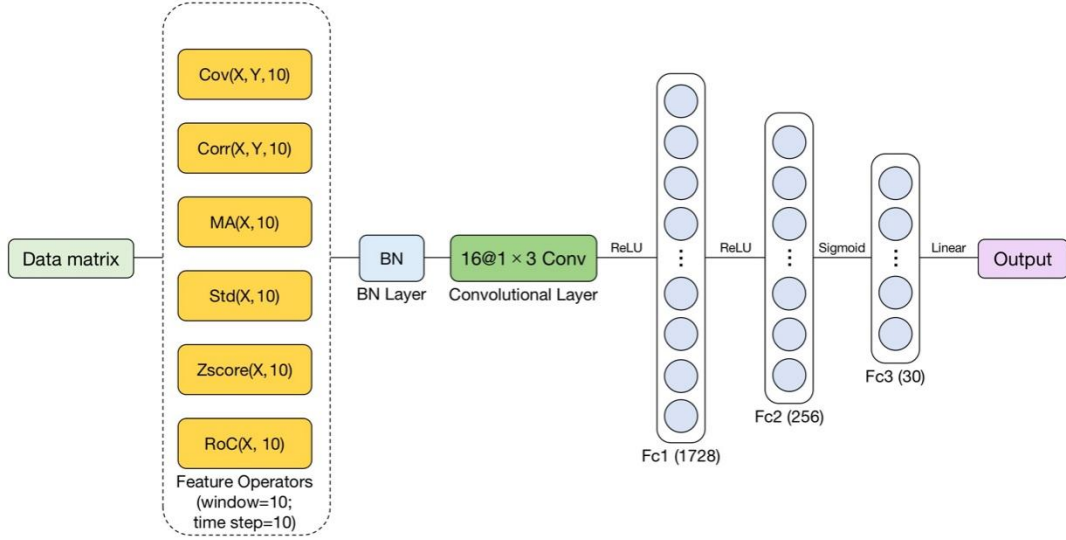 Data matrix
Cov(X, Y, 10)
Corr(X, Y, 10)
MA(X, 10)
Std(X, 10)
Zscore(X, 10)
RoC(X, 10)
Feature Operators
(window=10;
time step=10)
BN
BN Layer
16@1 × 3 Conv
Convolutional Layer
ReLU
Fc1 (1728)
ReLU
Fc2 (256)
Sigmoid
Fc3 (30)
Linear
Output